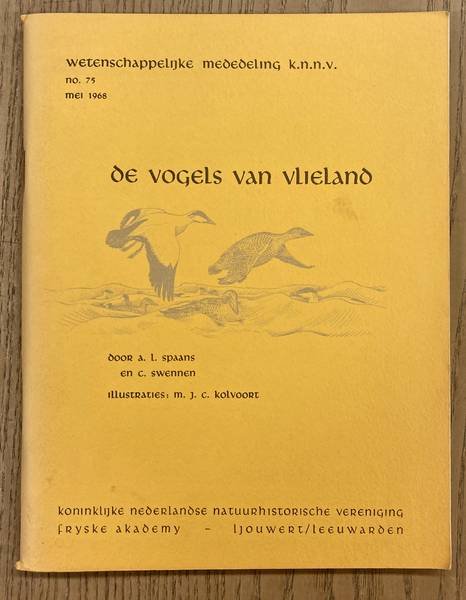 wetenschappelijke mededeling k.n.n.v.
no. 75
mei 1968
de vogels van vlieland
door a. l. spaans
en c. swennen
illustraties: m. j. c. kolvoort
koninklijke nederlandse natuurhistorische vereniging
fryske akademy - ljouwert/leeuwarden